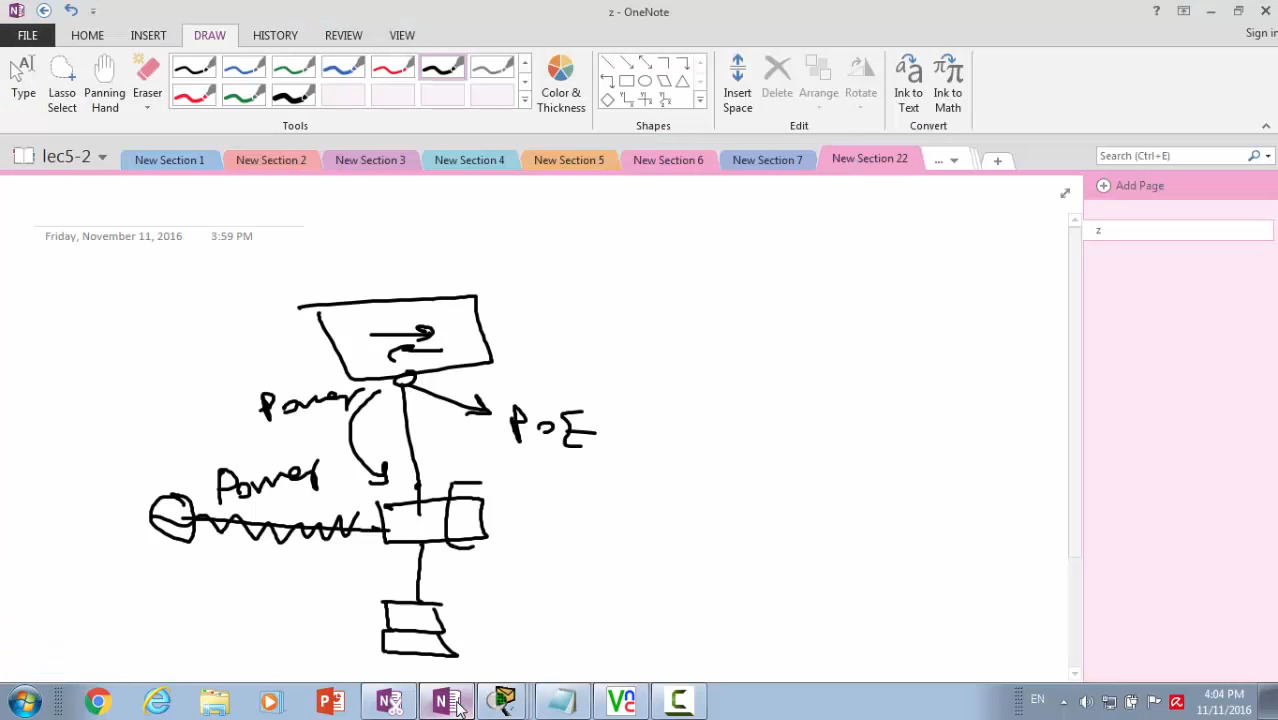 z - OneNote
? Sign in
FILE HOME INSERT DRAW HISTORY REVIEW VIEW
Type
Lasso Select
Panning Hand
Eraser
Color & Thickness
Insert Space
Delete
Arrange
Rotate
Ink to Text
Ink to Math
Tools
Shapes
Edit
Convert
lec5-2 New Section 1 New Section 2 New Section 3 New Section 4 New Section 5 New Section 6 New Section 7 New Section 22 ... Search (Ctrl+E)
Add Page
z
Friday, November 11, 2016 3:59 PM
Power
PoE
Power
EN
4:04 PM
11/11/2016